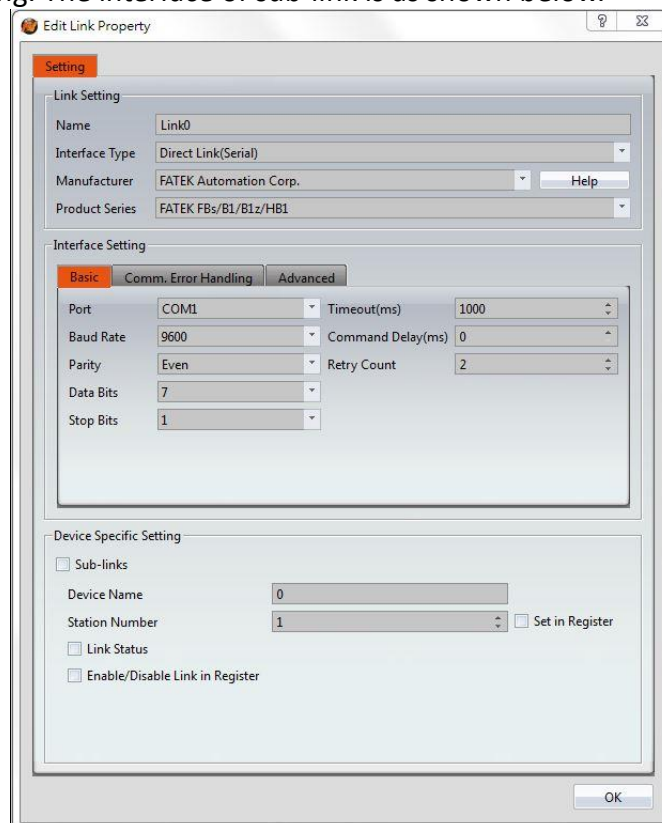 g. The interface of sub-link is as shown below.
Edit Link Property
Setting
Link Setting
Name Link0
Interface Type Direct Link(Serial)
Manufacturer FATEK Automation Corp. Help
Product Series FATEK FBs/B1/B1z/HB1
Interface Setting
Basic Comm. Error Handling Advanced
Port COM1 Timeout(ms) 1000
Baud Rate 9600 Command Delay(ms) 0
Parity Even Retry Count 2
Data Bits 7
Stop Bits 1
Device Specific Setting
Sub-links
Device Name 0
Station Number 1 Set in Register
Link Status
Enable/Disable Link in Register
OK